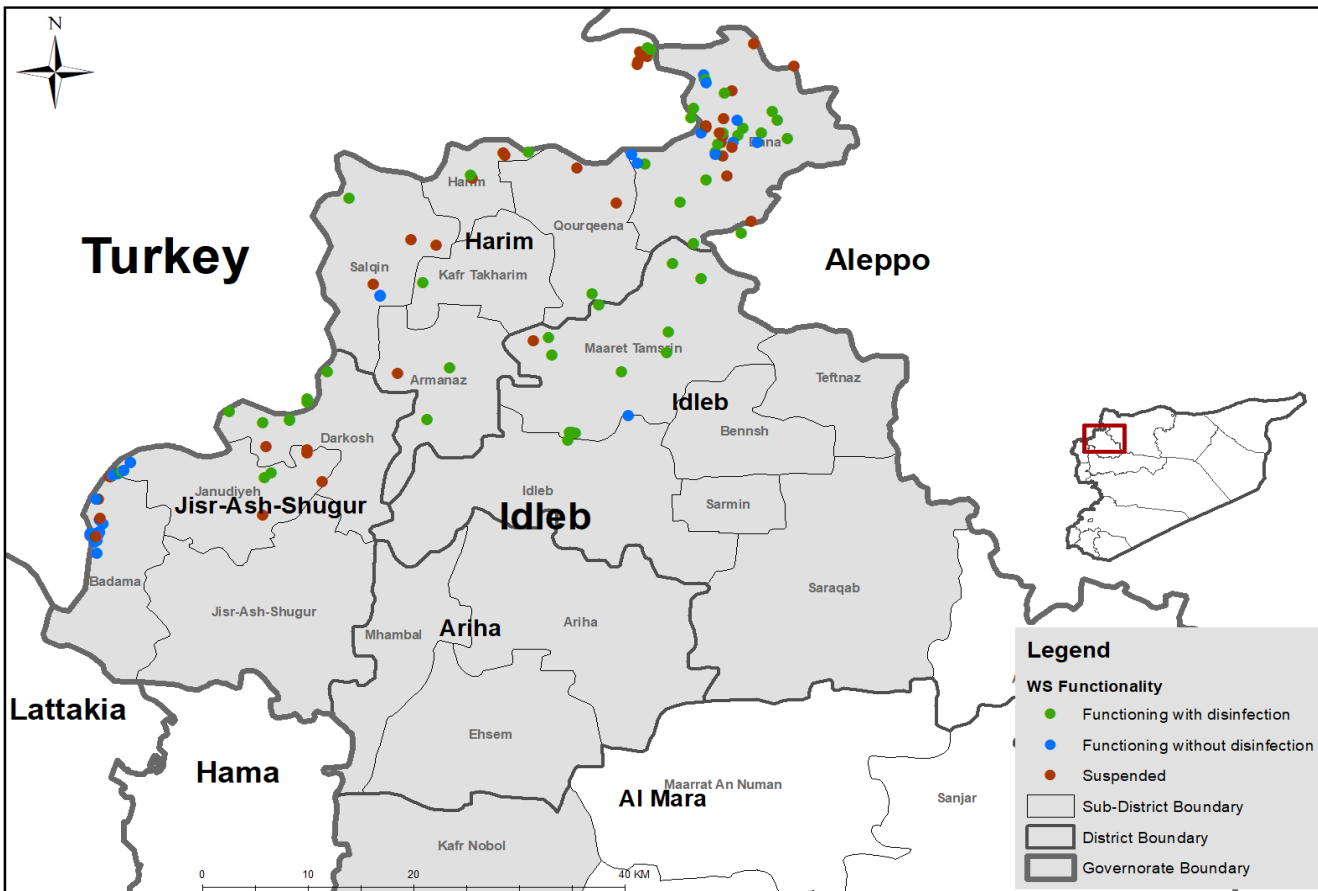 N
Dana
Harim
Qourqeena
Harim
Turkey
Aleppo
Salqin
Kafr Takharim
Maaret Tamsrin
Teftnaz
Armanaz
Idleb
Bennsh
Darkosh
Janudiyeh
Idleb
Sarmin
Jisr-Ash-Shugur
Idleb
Badama
Saraqab
Jisr-Ash-Shugur
Mhambal
Ariha
Ariha
Lattakia
Ehsem
Hama
Maarrat An Numan
Al Mara
Sanjar
Kafr Nobol
0 10 20 40 KM
Legend
WS Functionality
Functioning with disinfection
Functioning without disinfection
Suspended
Sub-District Boundary
District Boundary
Governorate Boundary